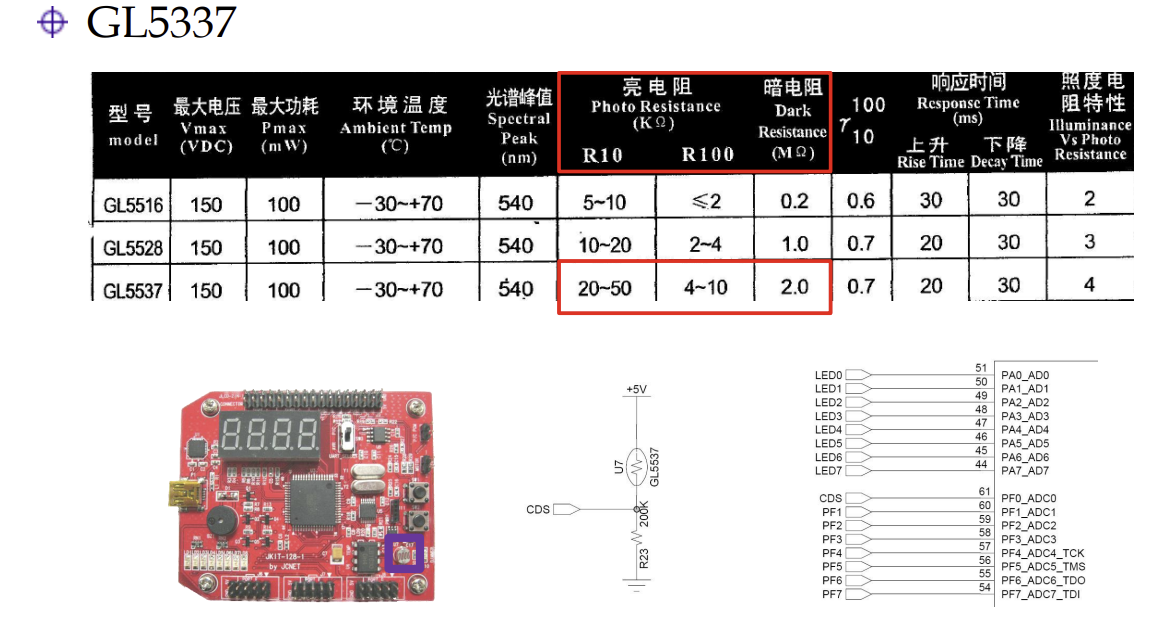 GL5337
型号 最大电压 最大功耗 环境温度 光谱峰值 亮电阻 暗电阻 100 响应时间 照度电阻特性
model Vmax Pmax Ambient Temp Spectral Photo Resistance Dark γ Response Time Illuminance
(VDC) (mW) (℃) Peak (KΩ) Resistance 10 (ms) Vs Photo
(nm) R10 R100 (MΩ) 上升 下降 Resistance
Rise Time Decay Time
GL5516 150 100 －30~+70 540 5~10 ≤2 0.2 0.6 30 30 2
GL5528 150 100 －30~+70 540 10~20 2~4 1.0 0.7 20 30 3
GL5537 150 100 －30~+70 540 20~50 4~10 2.0 0.7 20 30 4
JKIT-128-1
by JCNET
+5V
U7
GL5537
CDS
200K
R23
LED0 51 PA0_AD0
LED1 50 PA1_AD1
LED2 49 PA2_AD2
LED3 48 PA3_AD3
LED4 47 PA4_AD4
LED5 46 PA5_AD5
LED6 45 PA6_AD6
LED7 44 PA7_AD7
CDS 61 PF0_ADC0
PF1 60 PF1_ADC1
PF2 59 PF2_ADC2
PF3 58 PF3_ADC3
PF4 57 PF4_ADC4_TCK
PF5 56 PF5_ADC5_TMS
PF6 55 PF6_ADC6_TDO
PF7 54 PF7_ADC7_TDI